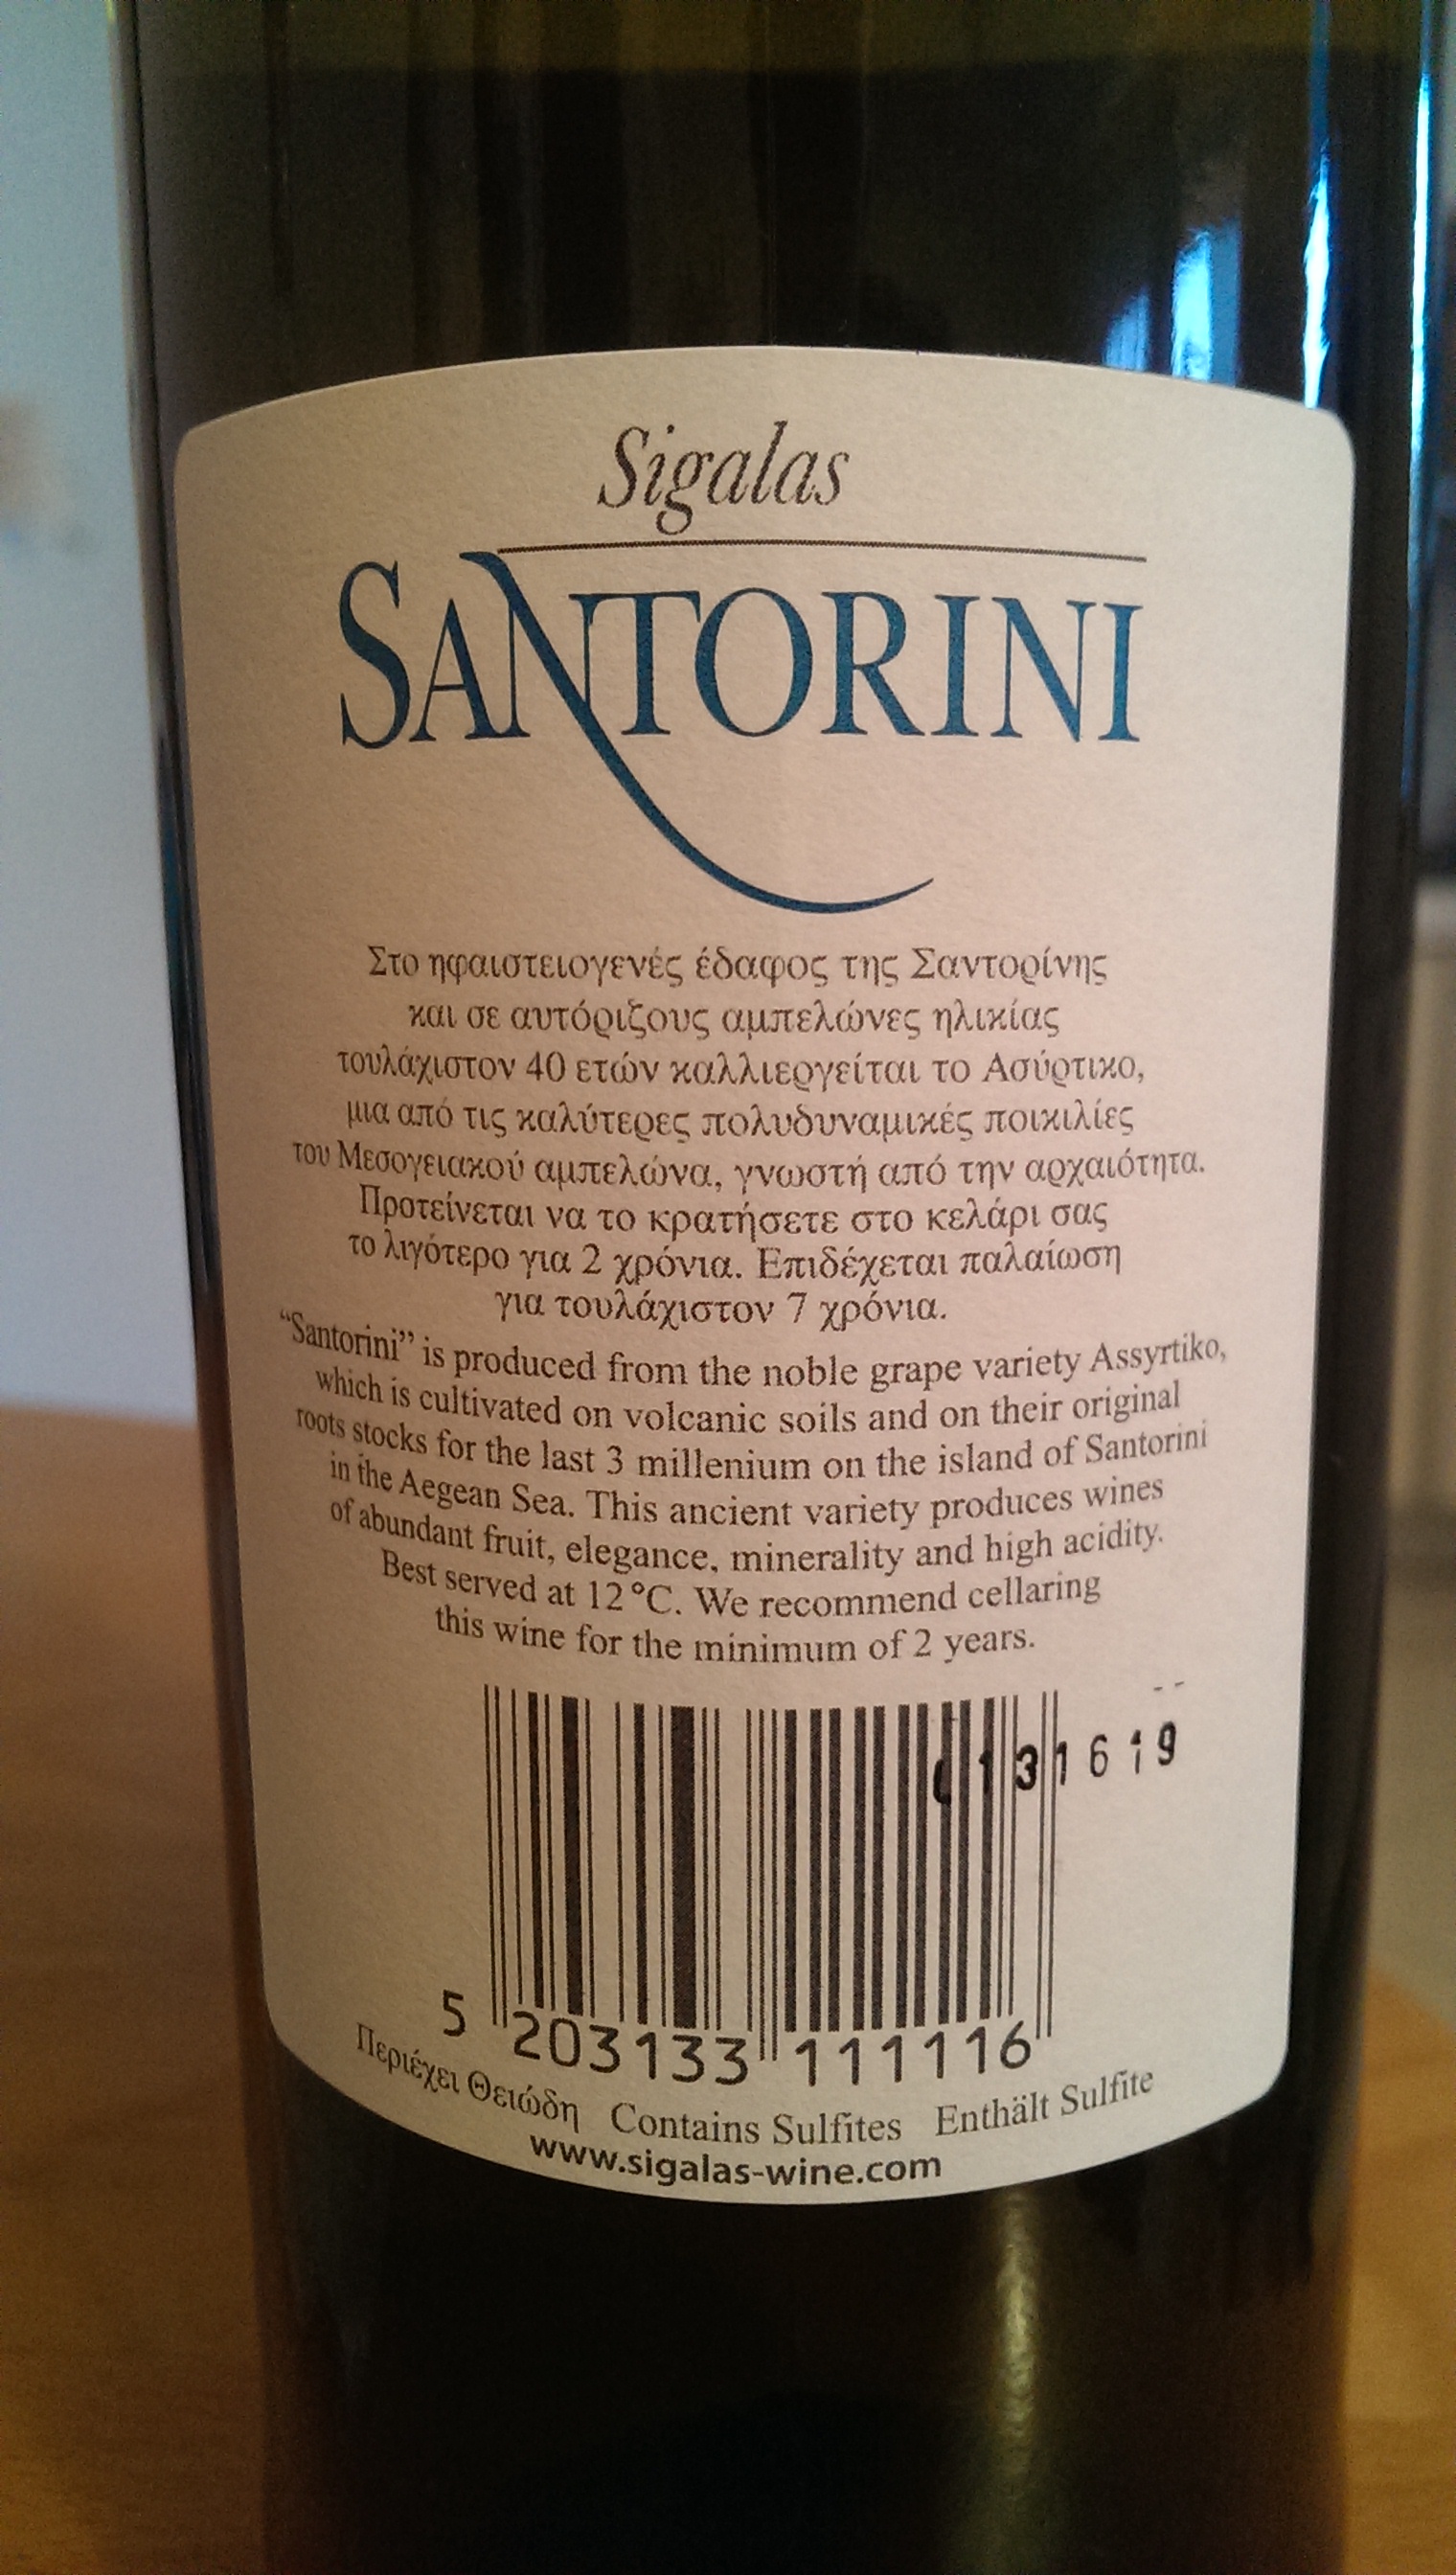 Sigalas
SANTORINI
Στο ηφαιστειογενές έδαφος της Σαντορίνης
και σε αυτόριζους αμπελώνες ηλικίας
τουλάχιστον 40 ετών καλλιεργείται το Ασύρτικο,
μια από τις καλύτερες πολυδυναμικές ποικιλίες
του Μεσογειακού αμπελώνα, γνωστή από την αρχαιότητα.
Προτείνεται να το κρατήσετε στο κελάρι σας
το λιγότερο για 2 χρόνια. Επιδέχεται παλαίωση
για τουλάχιστον 7 χρόνια.
“Santorini” is produced from the noble grape variety Assyrtiko,
which is cultivated on volcanic soils and on their original
roots stocks for the last 3 millenium on the island of Santorini
in the Aegean Sea. This ancient variety produces wines
of abundant fruit, elegance, minerality and high acidity.
Best served at 12 °C. We recommend cellaring
this wine for the minimum of 2 years.
5 203133 111116
Περιέχει Θειώδη Contains Sulfites Enthält Sulfite
www.sigalas-wine.com